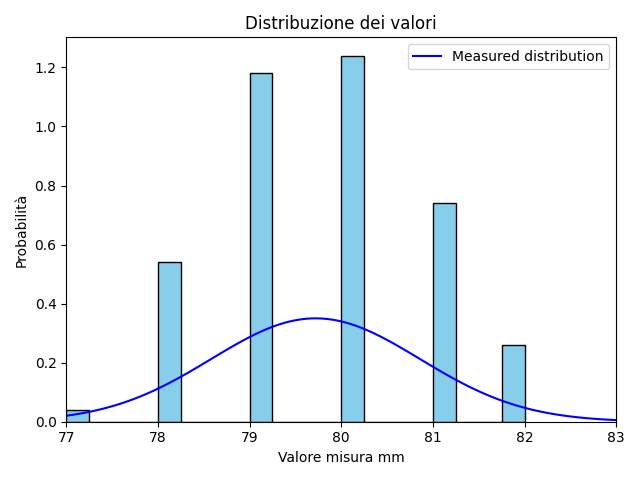 Distribuzione dei valori
Measured distribution
Probabilità
1.2
1.0
0.8
0.6
0.4
0.2
0.0
77 78 79 80 81 82 83
Valore misura mm